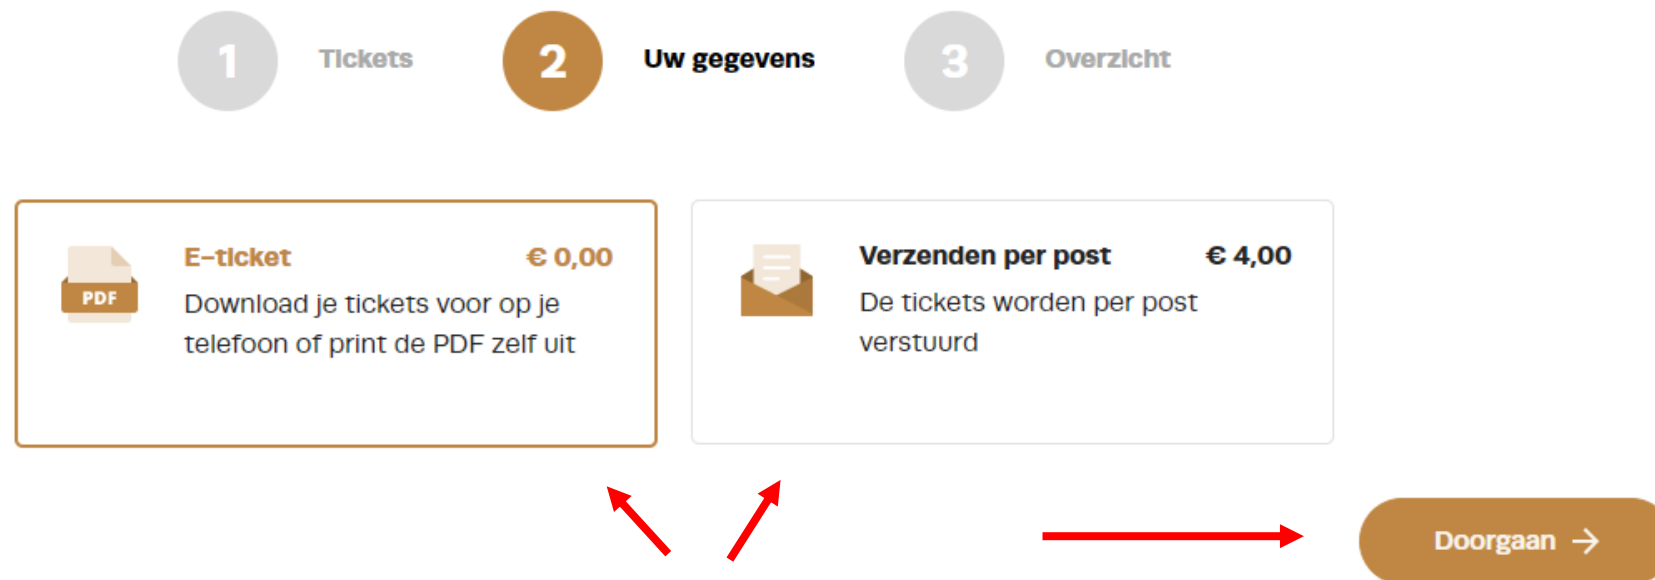 1 Tickets 2 Uw gegevens 3 Overzicht
E-ticket € 0,00
PDF
Download je tickets voor op je
telefoon of print de PDF zelf uit
Verzenden per post € 4,00
De tickets worden per post
verstuurd
Doorgaan →